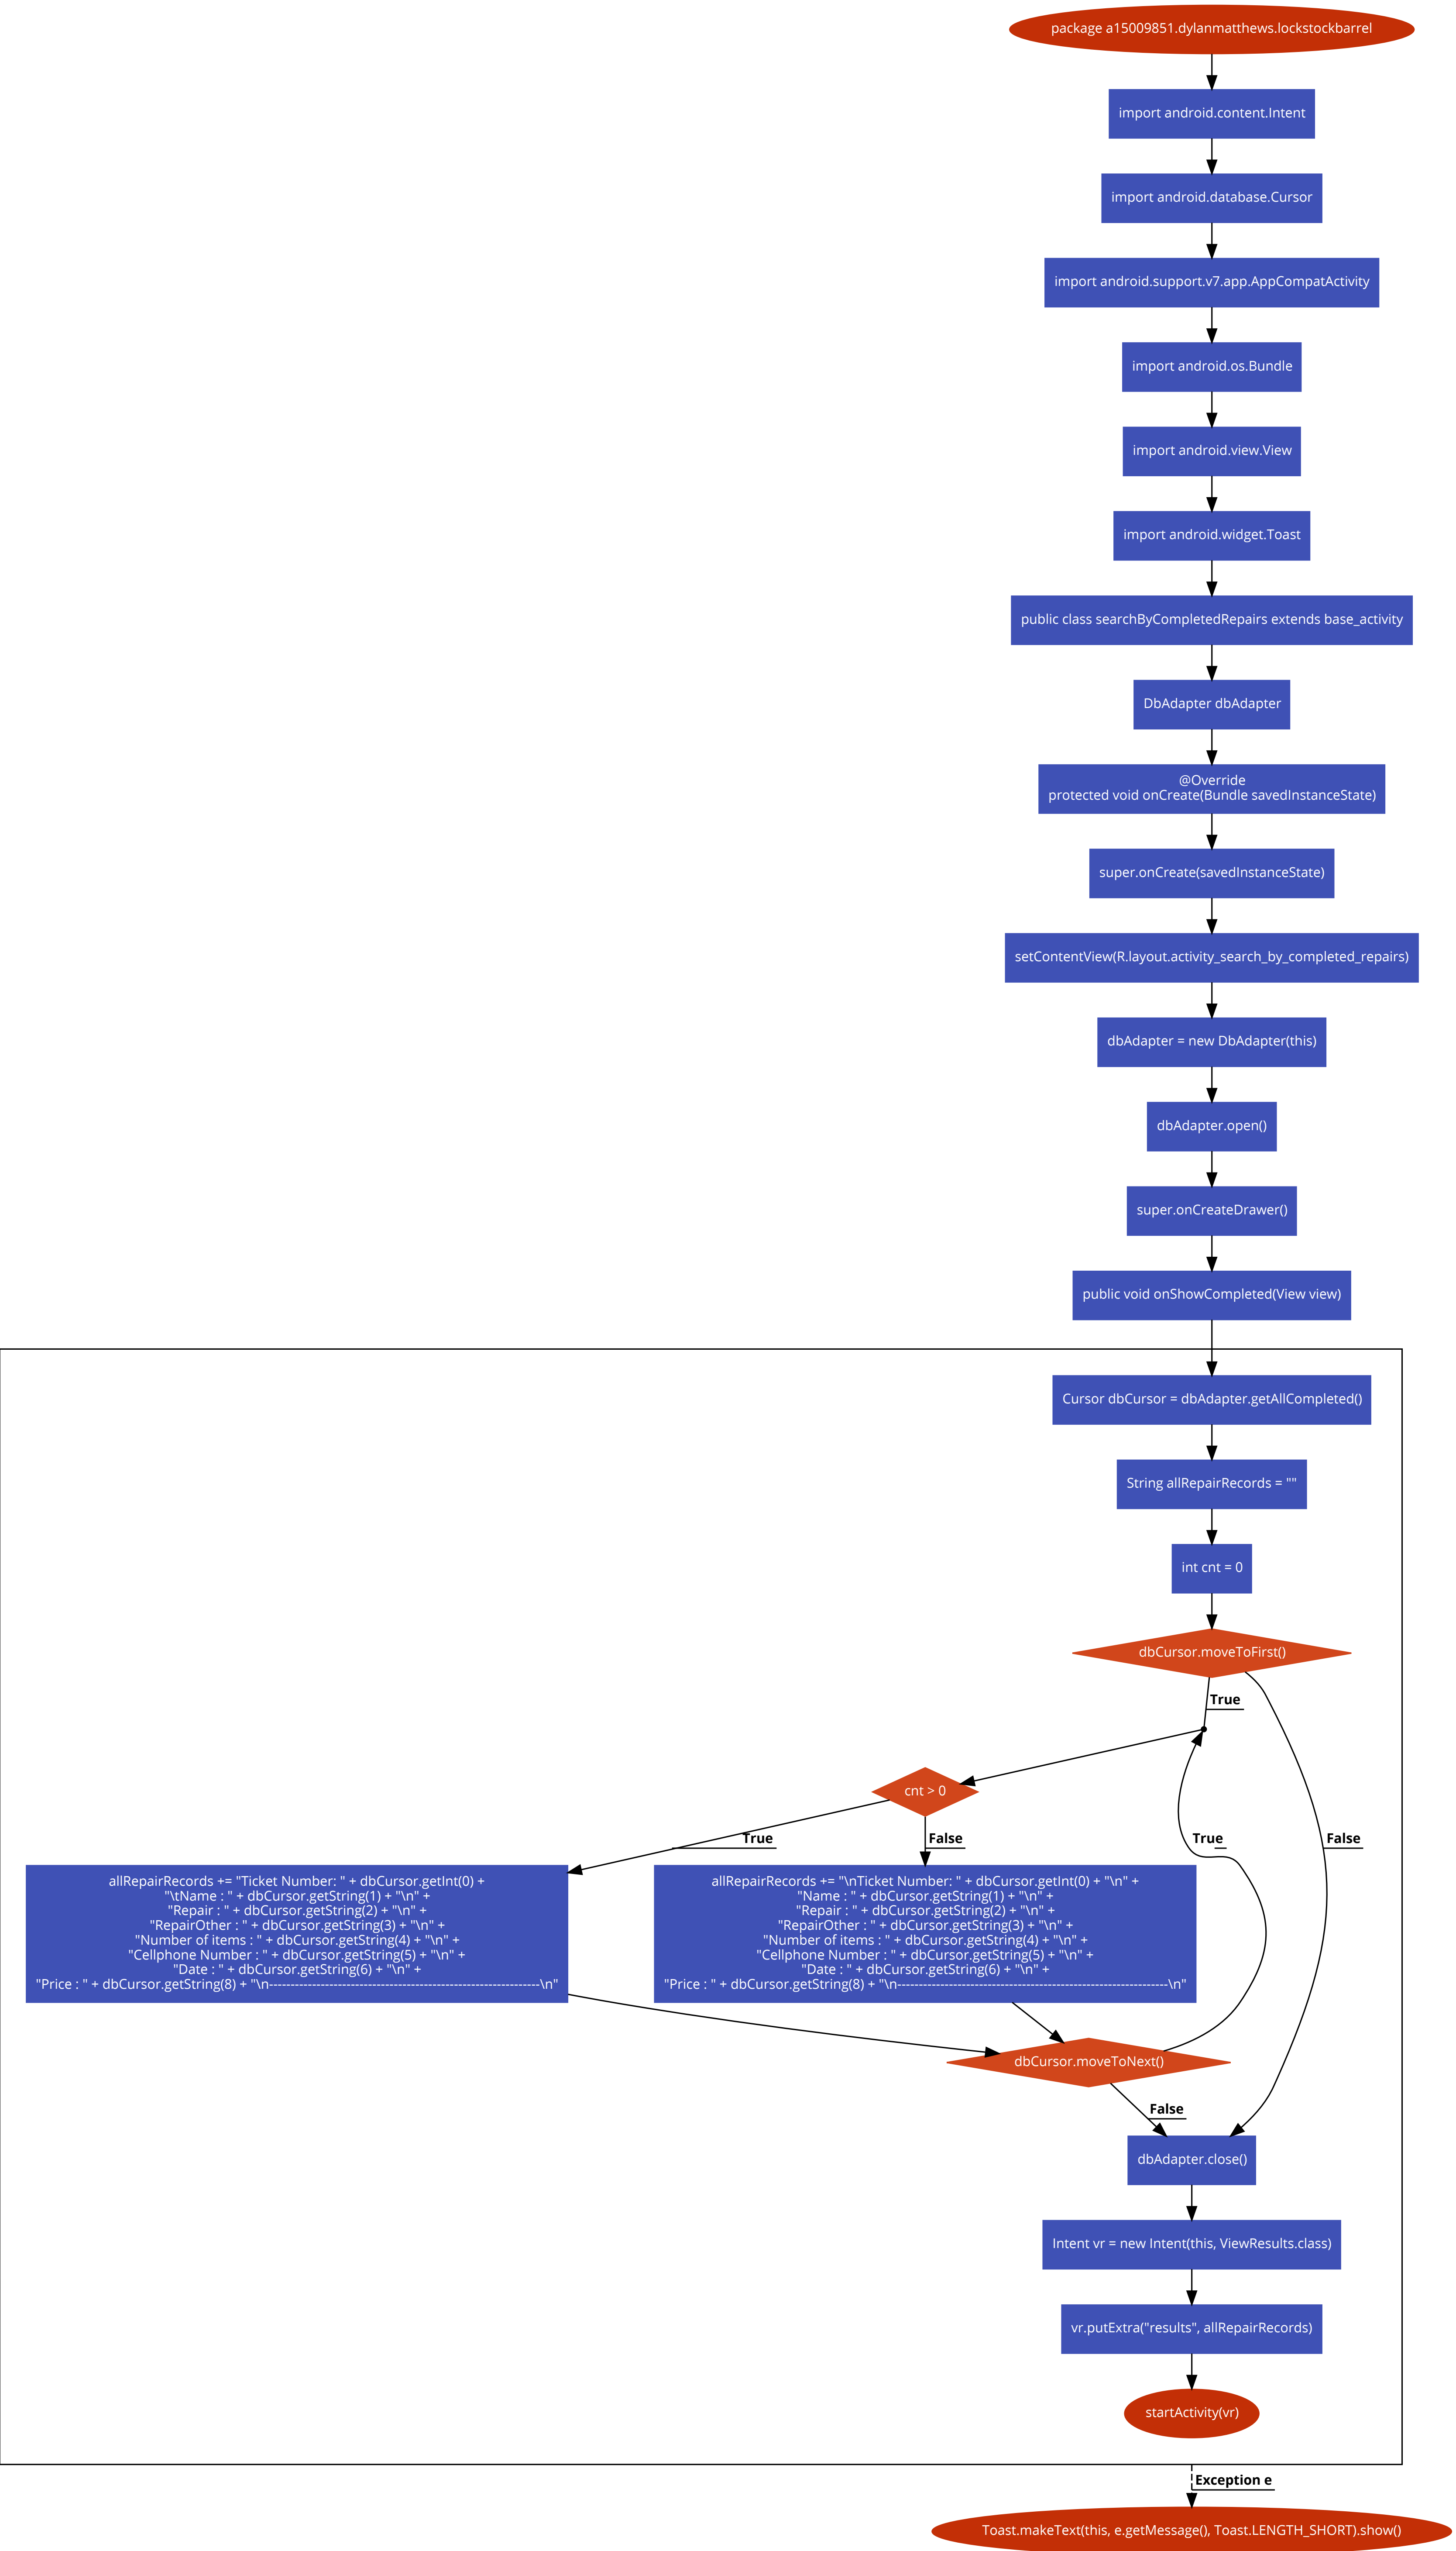 package a15009851.dylanmatthews.lockstockbarrel
import android.content.Intent
import android.database.Cursor
import android.support.v7.app.AppCompatActivity
import android.os.Bundle
import android.view.View
import android.widget.Toast
public class searchByCompletedRepairs extends base_activity
DbAdapter dbAdapter
@Override
protected void onCreate(Bundle savedInstanceState)
super.onCreate(savedInstanceState)
setContentView(R.layout.activity_search_by_completed_repairs)
dbAdapter = new DbAdapter(this)
dbAdapter.open()
super.onCreateDrawer()
public void onShowCompleted(View view)
Cursor dbCursor = dbAdapter.getAllCompleted()
String allRepairRecords = ""
int cnt = 0
dbCursor.moveToFirst()
True
cnt > 0
True
False
True
False
allRepairRecords += "Ticket Number: " + dbCursor.getInt(0) +
"\tName : " + dbCursor.getString(1) + "\n" +
"Repair : " + dbCursor.getString(2) + "\n" +
"RepairOther : " + dbCursor.getString(3) + "\n" +
"Number of items : " + dbCursor.getString(4) + "\n" +
"Cellphone Number : " + dbCursor.getString(5) + "\n" +
"Date : " + dbCursor.getString(6) + "\n" +
"Price : " + dbCursor.getString(8) + "\n---------------------------------------------------------------\n"
allRepairRecords += "\nTicket Number: " + dbCursor.getInt(0) + "\n" +
"Name : " + dbCursor.getString(1) + "\n" +
"Repair : " + dbCursor.getString(2) + "\n" +
"RepairOther : " + dbCursor.getString(3) + "\n" +
"Number of items : " + dbCursor.getString(4) + "\n" +
"Cellphone Number : " + dbCursor.getString(5) + "\n" +
"Date : " + dbCursor.getString(6) + "\n" +
"Price : " + dbCursor.getString(8) + "\n---------------------------------------------------------------\n"
dbCursor.moveToNext()
False
dbAdapter.close()
Intent vr = new Intent(this, ViewResults.class)
vr.putExtra("results", allRepairRecords)
startActivity(vr)
Exception e
Toast.makeText(this, e.getMessage(), Toast.LENGTH_SHORT).show()